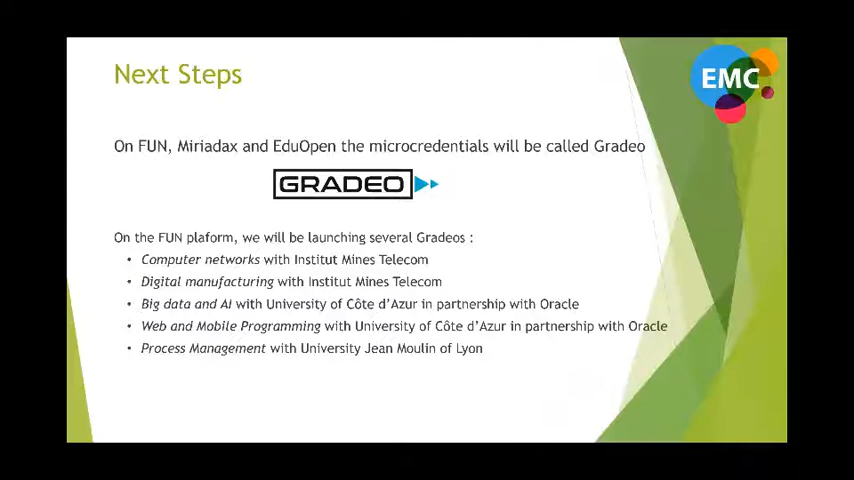 Next Steps
EMC
On FUN, Miriadax and EduOpen the microcredentials will be called Gradeo
GRADEO
On the FUN plaform, we will be launching several Gradeos :
• Computer networks with Institut Mines Telecom
• Digital manufacturing with Institut Mines Telecom
• Big data and AI with University of Côte d’Azur in partnership with Oracle
• Web and Mobile Programming with University of Côte d’Azur in partnership with Oracle
• Process Management with University Jean Moulin of Lyon